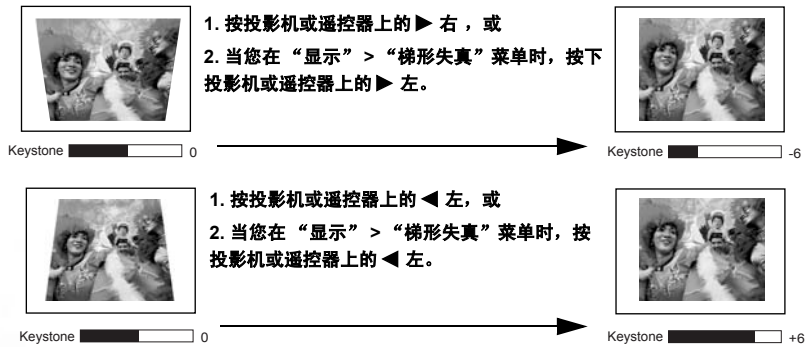 1. 按投影机或遥控器上的 ▶ 右 ，或
2. 当您在 “显示” > “梯形失真” 菜单时，按下
投影机或遥控器上的 ▶ 左。
Keystone 0
Keystone -6
1. 按投影机或遥控器上的 ◀ 左，或
2. 当您在 “显示” > “梯形失真” 菜单时，按
投影机或遥控器上的 ◀ 左。
Keystone 0
Keystone +6